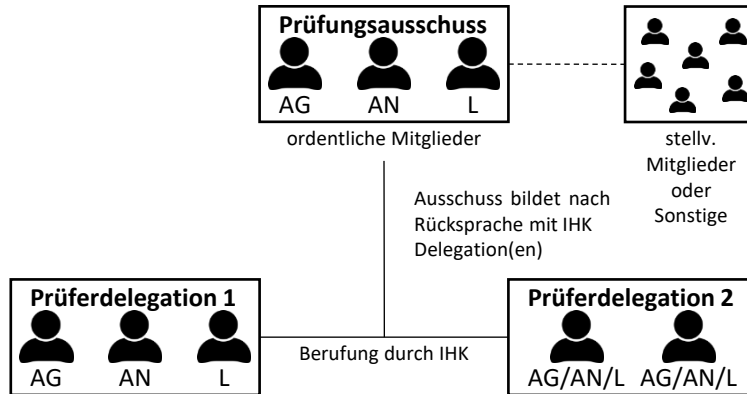 Prüfungsausschuss
AG AN L
ordentliche Mitglieder
stellv.
Mitglieder
oder
Sonstige
Ausschuss bildet nach
Rücksprache mit IHK
Delegation(en)
Prüferdelegation 1
AG AN L
Berufung durch IHK
Prüferdelegation 2
AG/AN/L AG/AN/L